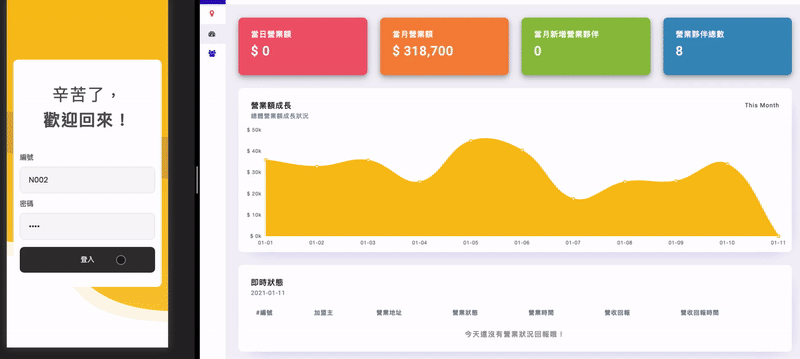 辛苦了，
歡迎回來！
編號
N002
密碼
••••
登入
當日營業額
$ 0
當月營業額
$ 318,700
當月新增營業夥伴
0
營業夥伴總數
8
營業額成長
總體營業額成長狀況
This Month
$ 50k
$ 40k
$ 30k
$ 20k
$ 10k
$ 0k
01-01 01-02 01-03 01-04 01-05 01-06 01-07 01-08 01-09 01-10 01-11
即時狀態
2021-01-11
#編號 加盟主 營業地址 營業狀態 營業時間 營收回報 營收回報時間
今天還沒有營業狀況回報哦！